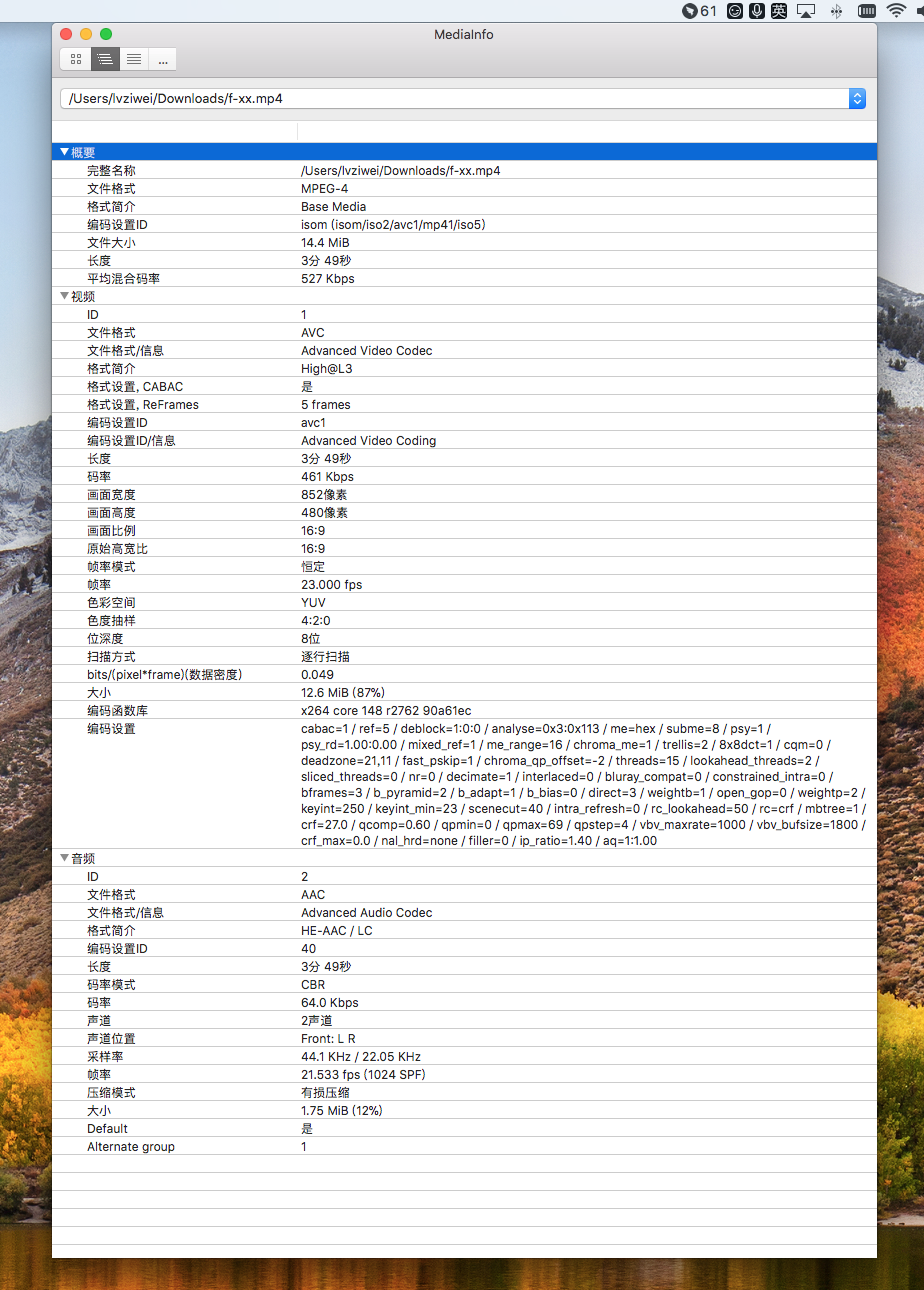 61 英
MediaInfo
...
/Users/lvziwei/Downloads/f-xx.mp4
概要
完整名称 /Users/lvziwei/Downloads/f-xx.mp4
文件格式 MPEG-4
格式简介 Base Media
编码设置ID isom (isom/iso2/avc1/mp41/iso5)
文件大小 14.4 MiB
长度 3分 49秒
平均混合码率 527 Kbps
视频
ID 1
文件格式 AVC
文件格式/信息 Advanced Video Codec
格式简介 High@L3
格式设置, CABAC 是
格式设置, ReFrames 5 frames
编码设置ID avc1
编码设置ID/信息 Advanced Video Coding
长度 3分 49秒
码率 461 Kbps
画面宽度 852像素
画面高度 480像素
画面比例 16:9
原始高宽比 16:9
帧率模式 恒定
帧率 23.000 fps
色彩空间 YUV
色度抽样 4:2:0
位深度 8位
扫描方式 逐行扫描
bits/(pixel*frame)(数据密度) 0.049
大小 12.6 MiB (87%)
编码函数库 x264 core 148 r2762 90a61ec
编码设置 cabac=1 / ref=5 / deblock=1:0:0 / analyse=0x3:0x113 / me=hex / subme=8 / psy=1 /
psy_rd=1.00:0.00 / mixed_ref=1 / me_range=16 / chroma_me=1 / trellis=2 / 8x8dct=1 / cqm=0 /
deadzone=21,11 / fast_pskip=1 / chroma_qp_offset=-2 / threads=15 / lookahead_threads=2 /
sliced_threads=0 / nr=0 / decimate=1 / interlaced=0 / bluray_compat=0 / constrained_intra=0 /
bframes=3 / b_pyramid=2 / b_adapt=1 / b_bias=0 / direct=3 / weightb=1 / open_gop=0 / weightp=2 /
keyint=250 / keyint_min=23 / scenecut=40 / intra_refresh=0 / rc_lookahead=50 / rc=crf / mbtree=1 /
crf=27.0 / qcomp=0.60 / qpmin=0 / qpmax=69 / qpstep=4 / vbv_maxrate=1000 / vbv_bufsize=1800 /
crf_max=0.0 / nal_hrd=none / filler=0 / ip_ratio=1.40 / aq=1:1.00
音频
ID 2
文件格式 AAC
文件格式/信息 Advanced Audio Codec
格式简介 HE-AAC / LC
编码设置ID 40
长度 3分 49秒
码率模式 CBR
码率 64.0 Kbps
声道 2声道
声道位置 Front: L R
采样率 44.1 KHz / 22.05 KHz
帧率 21.533 fps (1024 SPF)
压缩模式 有损压缩
大小 1.75 MiB (12%)
Default 是
Alternate group 1